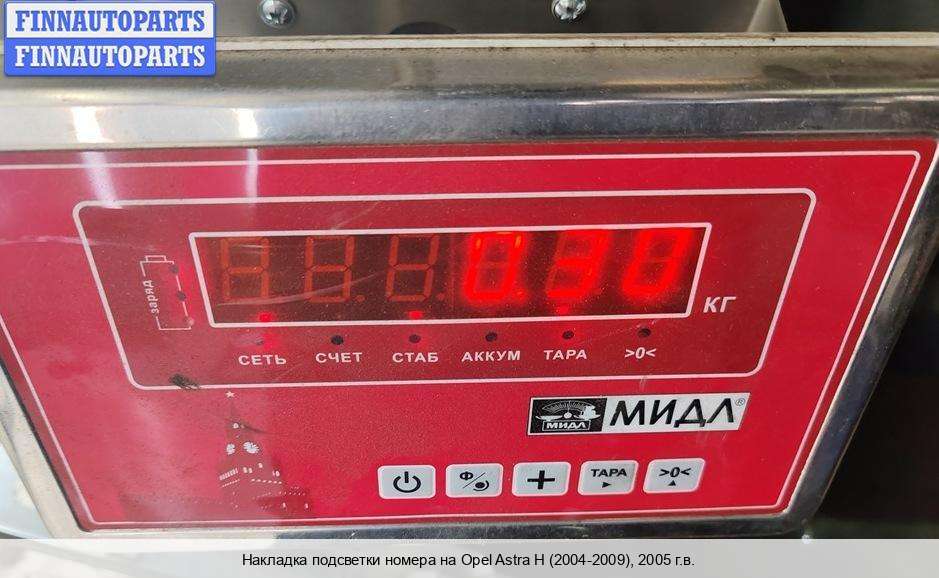 FINNAUTOPARTS
FINNAUTOPARTS
0.30
КГ
заряд
СЕТЬ СЧЕТ СТАБ АККУМ ТАРА >0<
МИДЛ МИДЛ®
Ф ТАРА >0<
Накладка подсветки номера на Opel Astra H (2004-2009), 2005 г.в.